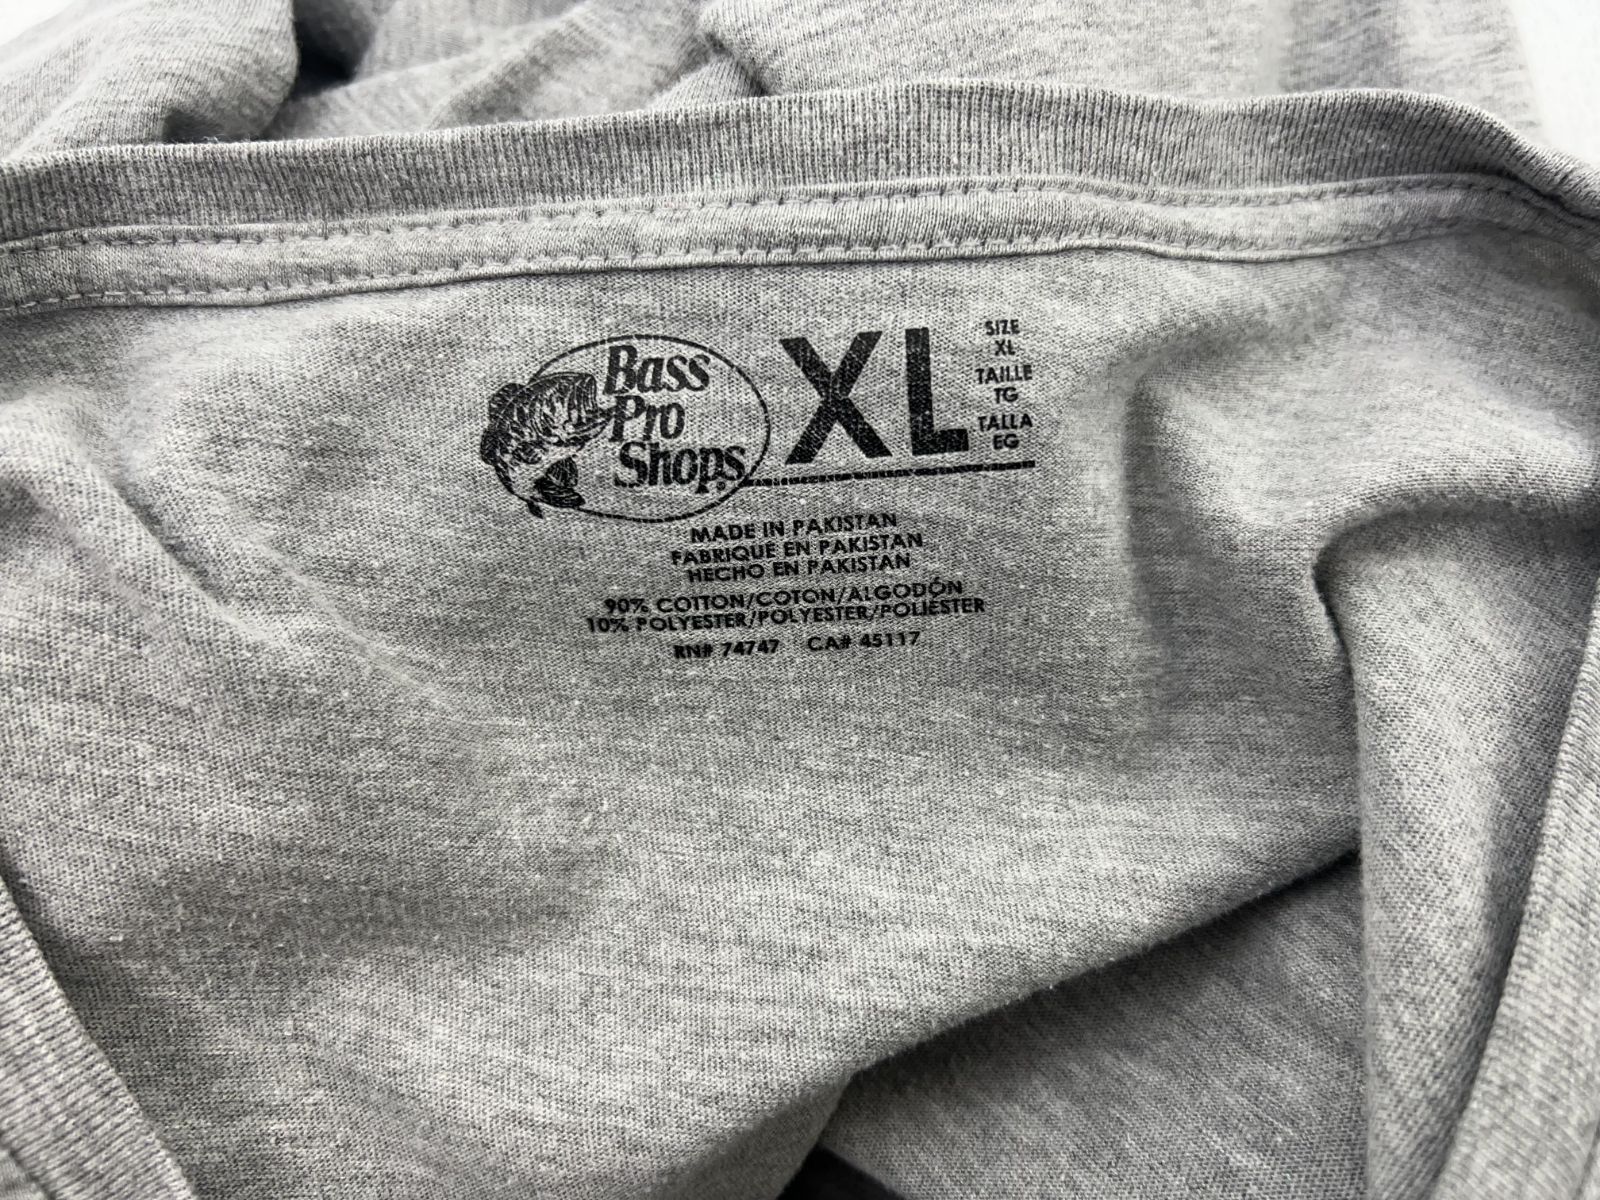 Bass
Pro
Shops
XL
SIZE
XL
TAILLE
TG
TALLA
EG
MADE IN PAKISTAN
FABRIQUE EN PAKISTAN
HECHO EN PAKISTAN
90% COTTON/COTON/ALGODÓN
10% POLYESTER/POLYESTER/POLIÉSTER
RN# 74747 CA# 45117